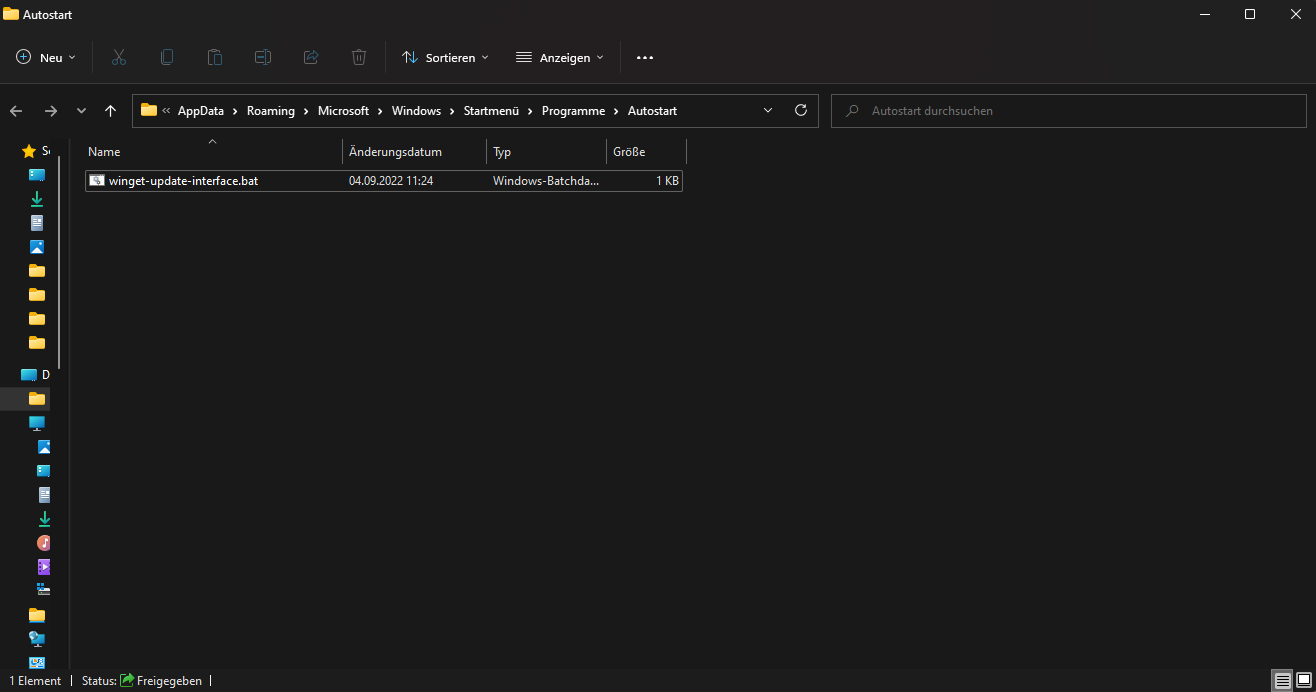 Autostart
Neu
Sortieren
Anzeigen
« AppData › Roaming › Microsoft › Windows › Startmenü › Programme › Autostart
Autostart durchsuchen
Name Änderungsdatum Typ Größe
winget-update-interface.bat 04.09.2022 11:24 Windows-Batchda... 1 KB
D
1 Element | Status: Freigegeben |